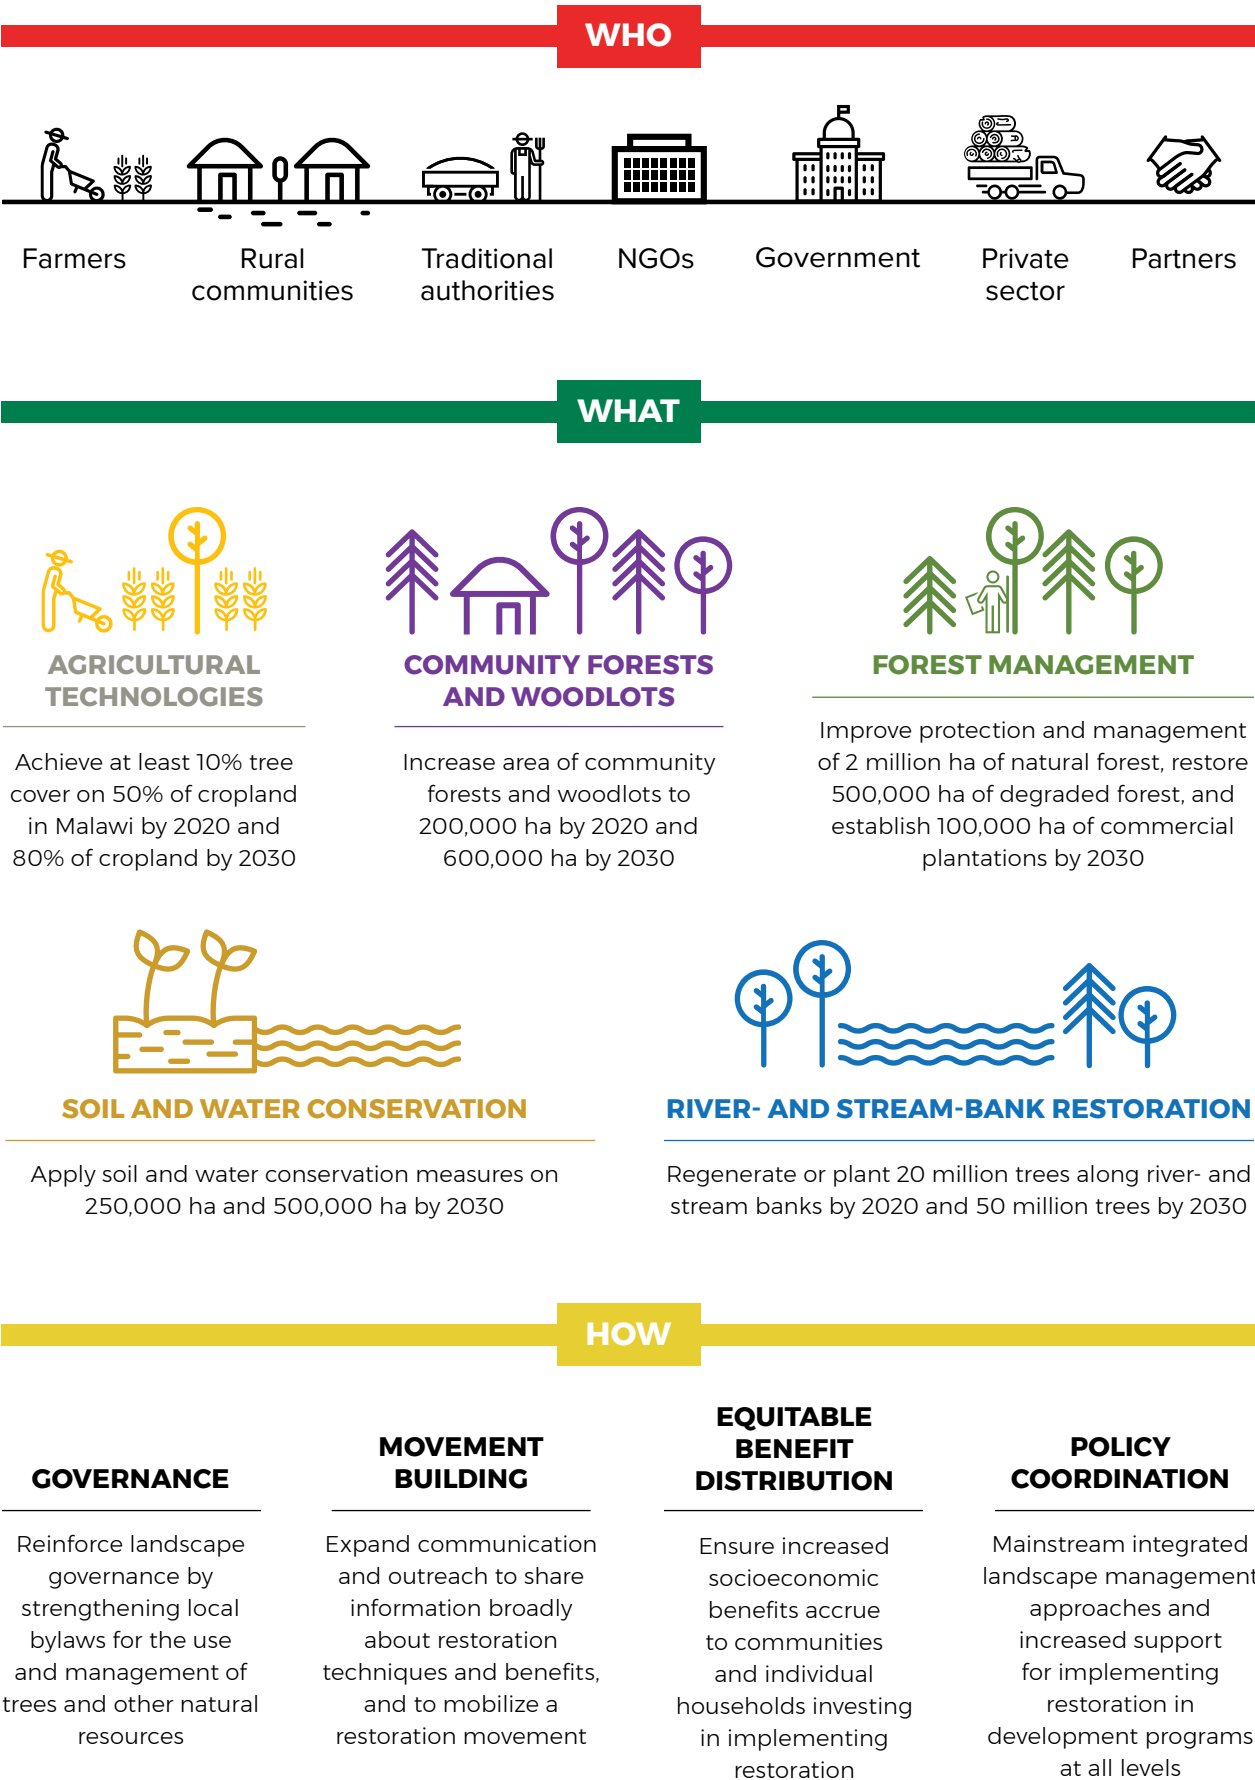 WHO
Farmers
Rural
communities
Traditional
authorities
NGOs
Government
Private
sector
Partners
WHAT
AGRICULTURAL
TECHNOLOGIES
Achieve at least 10% tree
cover on 50% of cropland
in Malawi by 2020 and
80% of cropland by 2030
COMMUNITY FORESTS
AND WOODLOTS
Increase area of community
forests and woodlots to
200,000 ha by 2020 and
600,000 ha by 2030
FOREST MANAGEMENT
Improve protection and management
of 2 million ha of natural forest, restore
500,000 ha of degraded forest, and
establish 100,000 ha of commercial
plantations by 2030
SOIL AND WATER CONSERVATION
Apply soil and water conservation measures on
250,000 ha and 500,000 ha by 2030
RIVER- AND STREAM-BANK RESTORATION
Regenerate or plant 20 million trees along river- and
stream banks by 2020 and 50 million trees by 2030
HOW
GOVERNANCE
Reinforce landscape
governance by
strengthening local
bylaws for the use
and management of
trees and other natural
resources
MOVEMENT
BUILDING
Expand communication
and outreach to share
information broadly
about restoration
techniques and benefits,
and to mobilize a
restoration movement
EQUITABLE
BENEFIT
DISTRIBUTION
Ensure increased
socioeconomic
benefits accrue
to communities
and individual
households investing
in implementing
restoration
POLICY
COORDINATION
Mainstream integrated
landscape management
approaches and
increased support
for implementing
restoration in
development programs
at all levels